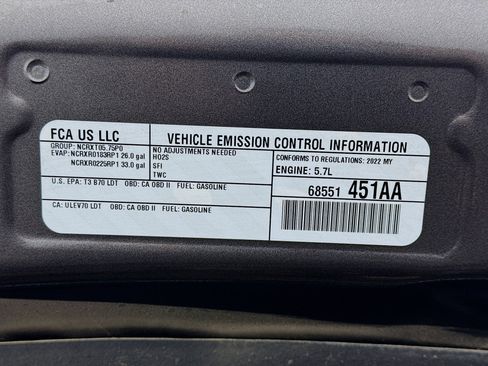 FCA US LLC
VEHICLE EMISSION CONTROL INFORMATION
GROUP: NCRXT05.75P0
EVAP: NCRXR0183RP1 26.0 gal
NCRXR0225RP1 33.0 gal
NO ADJUSTMENTS NEEDED
HO2S
SFI
TWC
CONFORMS TO REGULATIONS: 2022 MY
ENGINE: 5.7L
68551 451AA
U.S. EPA: T3 B70 LDT OBD: CA OBD II FUEL: GASOLINE
CA: ULEV70 LDT OBD: CA OBD II FUEL: GASOLINE